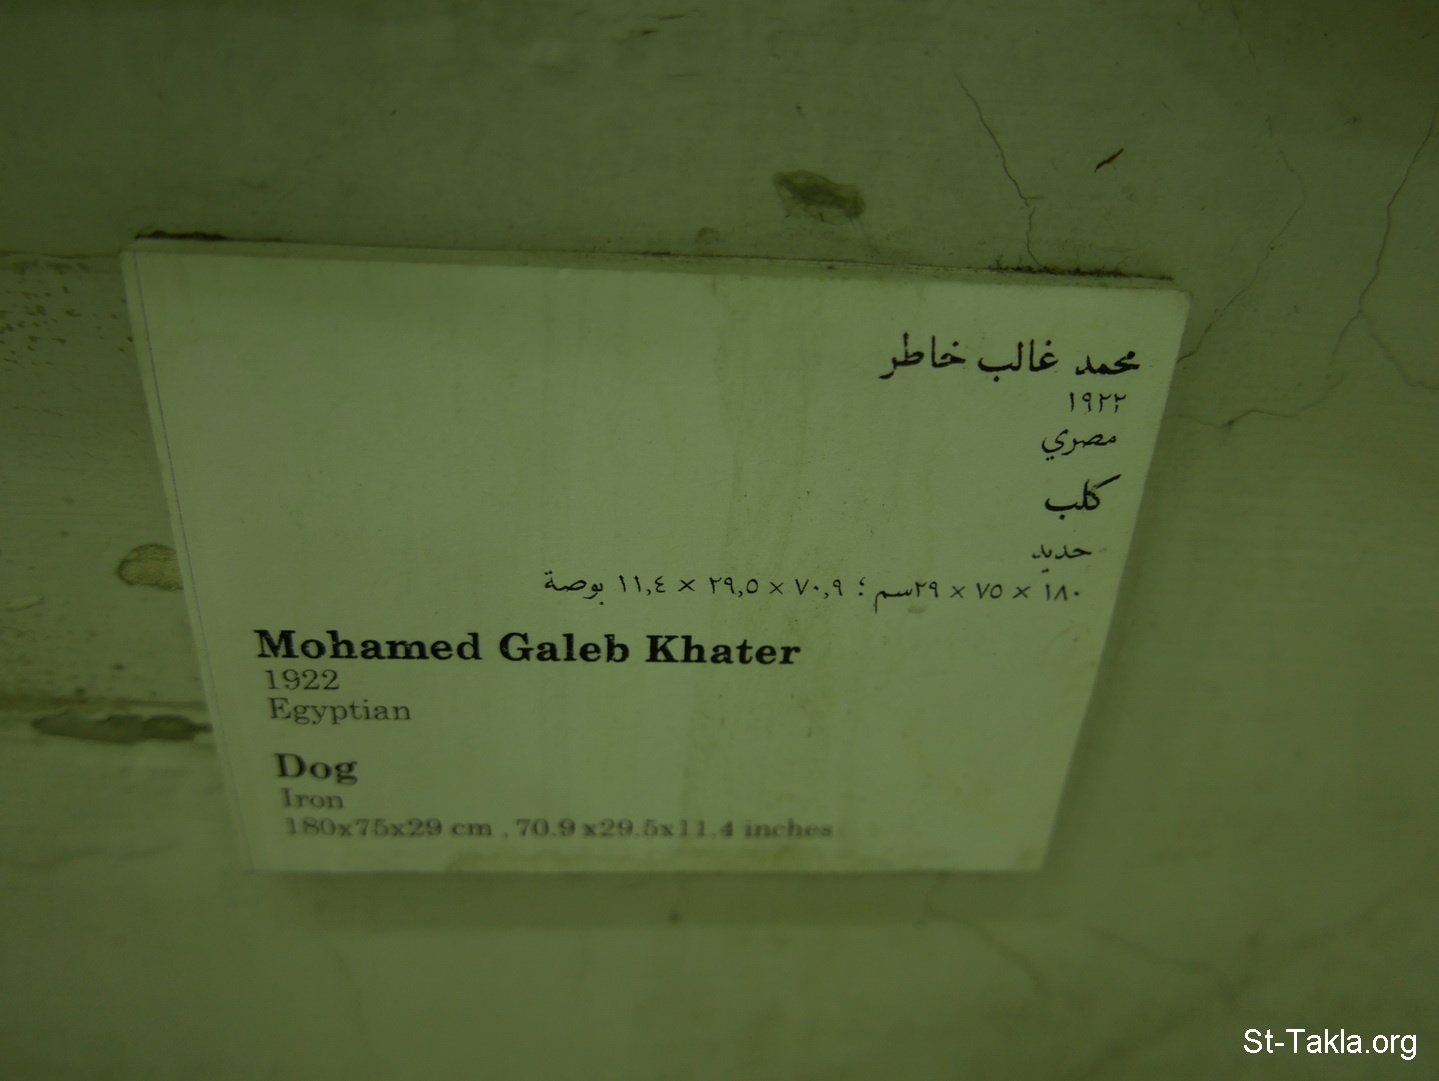 محمد غالب خاطر
١٩٢٢
مصري
كلب
حديد
١٨٠ × ٧٥ × ٢٩سم ؛ ٧٠,٩ × ٢٩,٥ × ١١,٤ بوصة
Mohamed Galeb Khater
1922
Egyptian
Dog
Iron
180x75x29 cm , 70.9 x29.5x11.4 inches
St-Takla.org